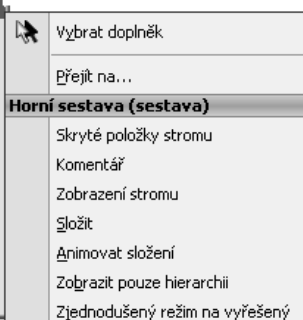 Vybrat doplněk
Přejít na...
Horní sestava (sestava)
Skryté položky stromu
Komentář
Zobrazení stromu
Složit
Animovat složení
Zobrazit pouze hierarchii
Zjednodušený režim na vyřešený